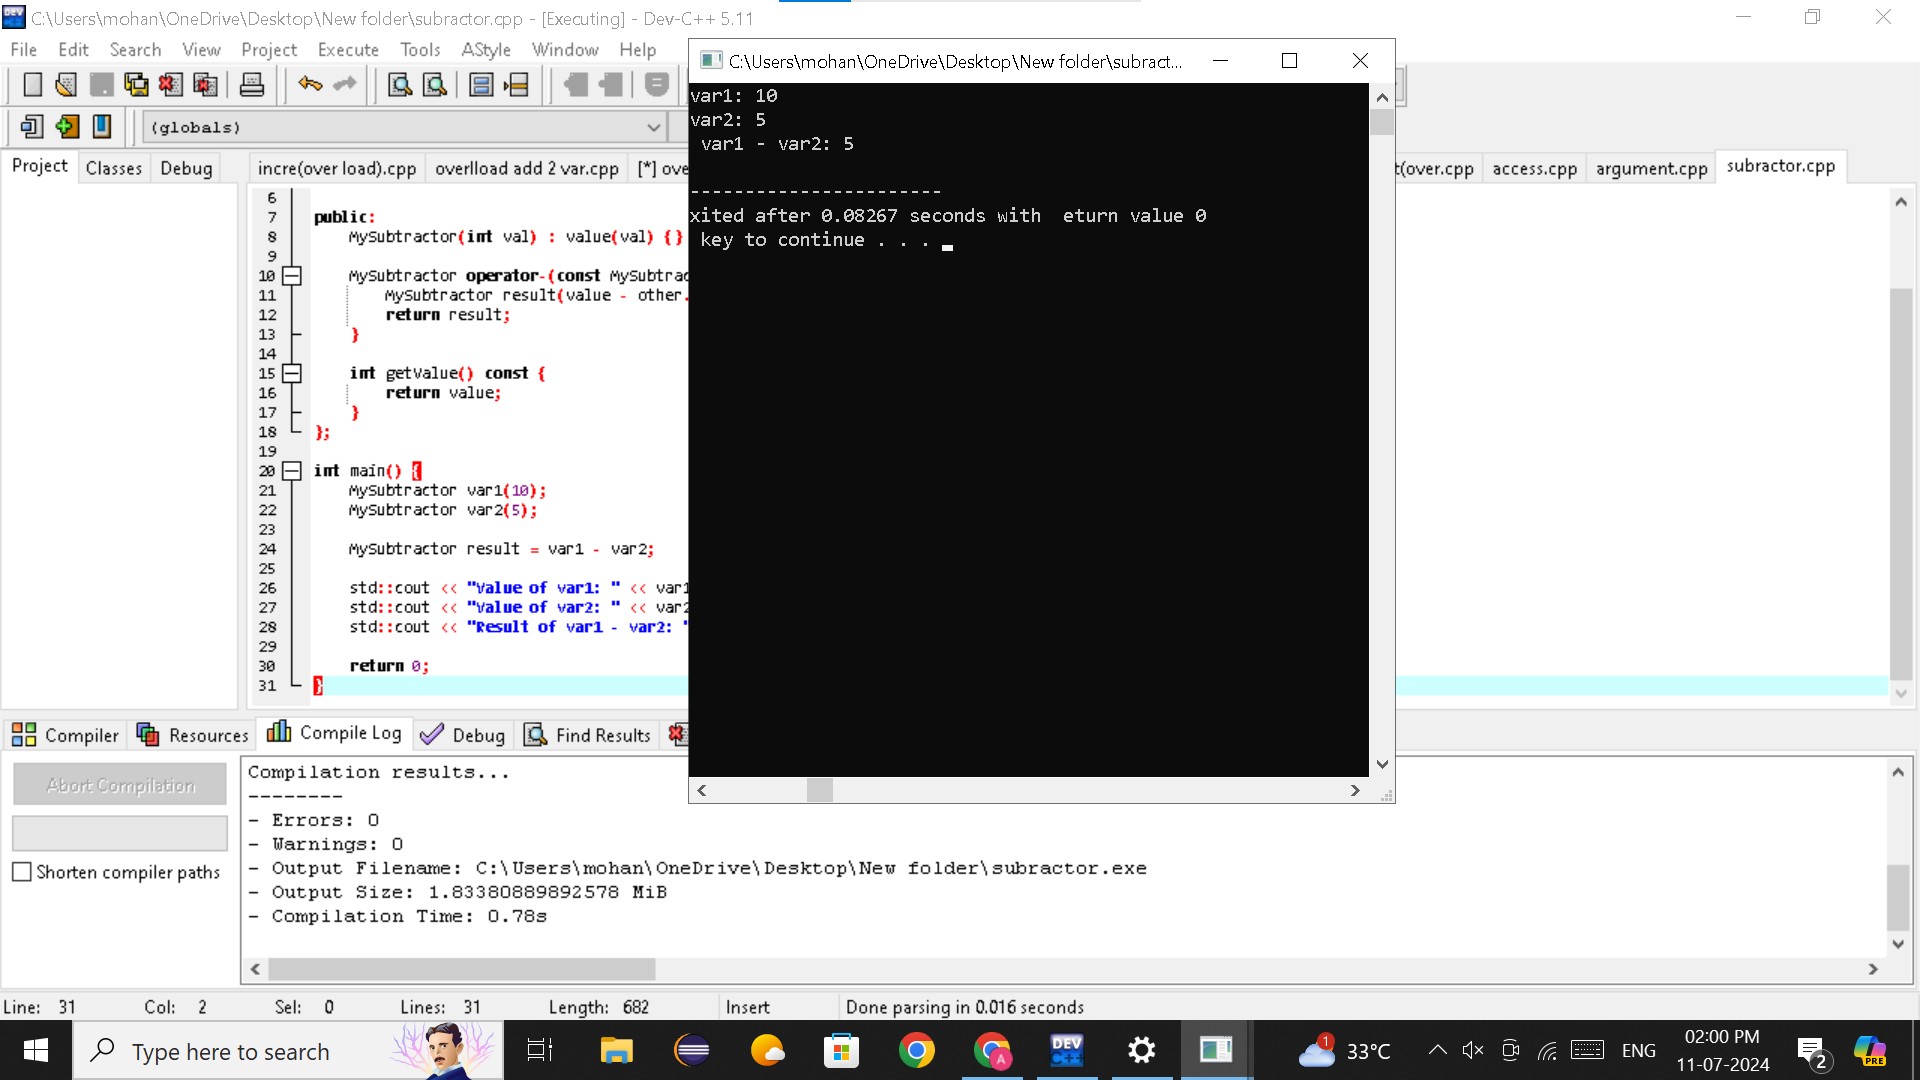 C:\Users\mohan\OneDrive\Desktop\New folder\subractor.cpp - [Executing] - Dev-C++ 5.11
File Edit Search View Project Execute Tools AStyle Window Help
(globals)
Project Classes Debug
incre(over load).cpp overlload add 2 var.cpp [*] ove t(over.cpp access.cpp argument.cpp subractor.cpp
6
7 public:
8 MySubtractor(int val) : value(val) {}
9
10 MySubtractor operator-(const MySubtrac
11 MySubtractor result(value - other.
12 return result;
13 }
14
15 int getValue() const {
16 return value;
17 }
18 };
19
20 int main() {
21 MySubtractor var1(10);
22 MySubtractor var2(5);
23
24 MySubtractor result = var1 - var2;
25
26 std::cout << "Value of var1: " << var1
27 std::cout << "Value of var2: " << var2
28 std::cout << "Result of var1 - var2: "
29
30 return 0;
31 }
C:\Users\mohan\OneDrive\Desktop\New folder\subract...
var1: 10
var2: 5
var1 - var2: 5
-----------------------
xited after 0.08267 seconds with  eturn value 0
key to continue . . .
Compiler Resources Compile Log Debug Find Results
Abort Compilation
Shorten compiler paths
Compilation results...
--------
- Errors: 0
- Warnings: 0
- Output Filename: C:\Users\mohan\OneDrive\Desktop\New folder\subractor.exe
- Output Size: 1.83380889892578 MiB
- Compilation Time: 0.78s
Line: 31 Col: 2 Sel: 0 Lines: 31 Length: 682 Insert Done parsing in 0.016 seconds
Type here to search
DEV C++
1
33°C
ENG
02:00 PM
11-07-2024
2
PRE